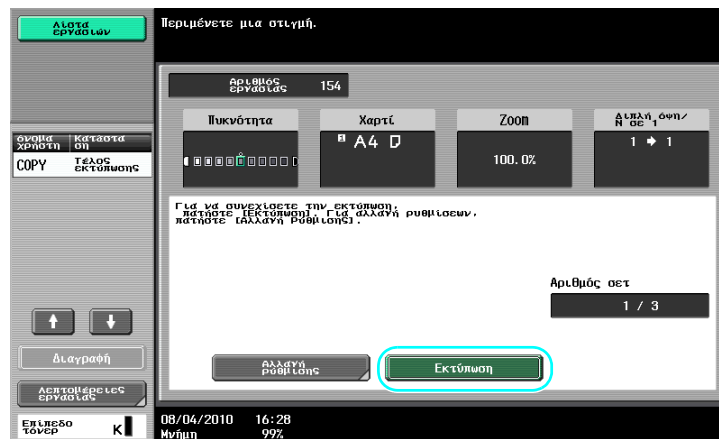 Λίστα
εργασιών
Περιμένετε μια στιγμή.
Αριθμός
εργασίας
154
Πυκνότητα
Χαρτί
Zoom
Διπλή όψη/
N σε 1
1 A4
100.0%
1 → 1
όνομα
χρήστη
Κατάστα
ση
COPY
Τέλος
εκτύπωσης
Για να συνεχίσετε την εκτύπωση,
πατήστε [Εκτύπωση]. Για αλλαγή ρυθμίσεων,
πατήστε [Αλλαγή Ρύθμισης].
Αριθμός σετ
1 / 3
Διαγραφή
Αλλαγή
ρύθμισης
Εκτύπωση
Λεπτομέρειες
εργασίας
Επίπεδο
τόνερ
K
08/04/2010 16:28
Μνήμη 99%